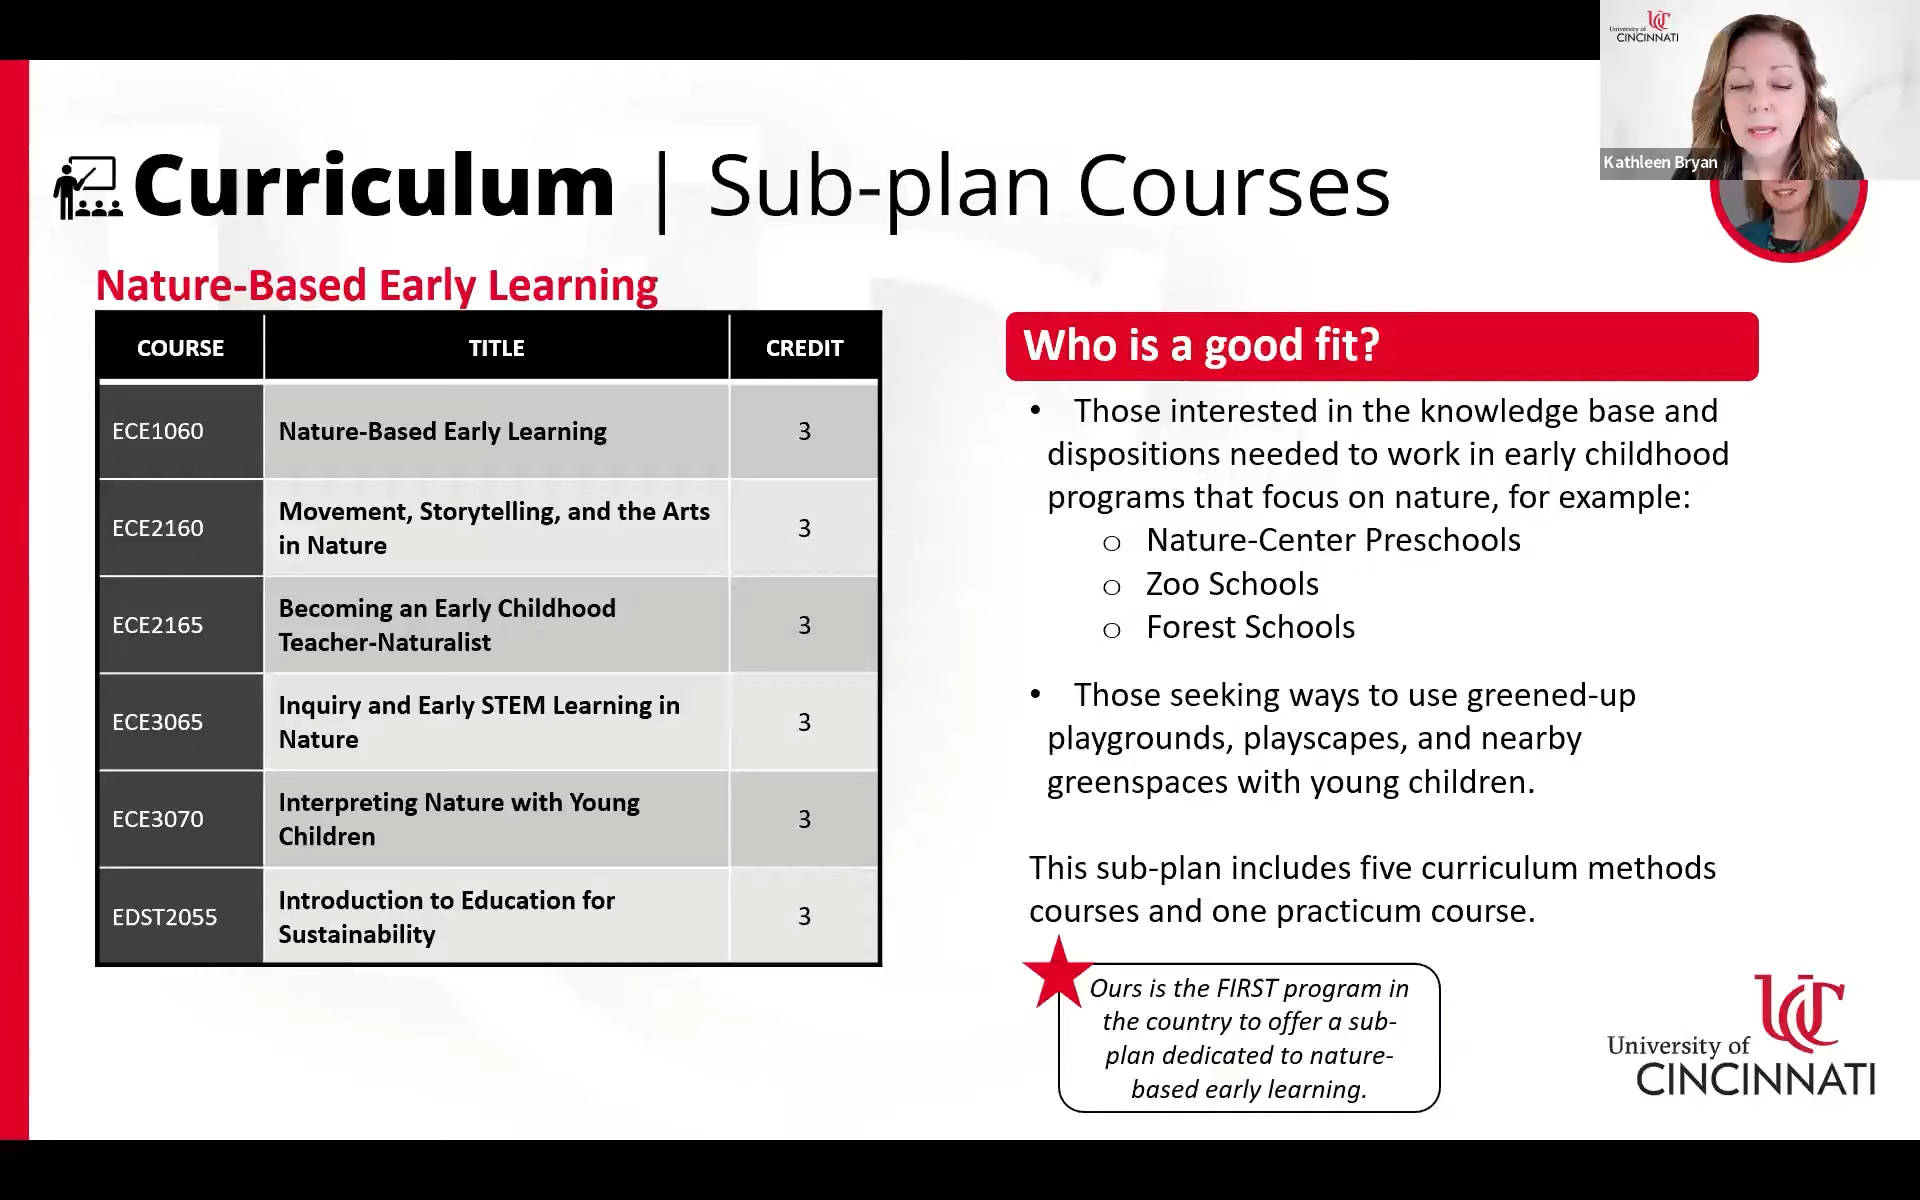 University of
CINCINNATI
Kathleen Bryan
Curriculum | Sub-plan Courses
Nature-Based Early Learning
COURSE TITLE CREDIT
ECE1060 Nature-Based Early Learning 3
ECE2160 Movement, Storytelling, and the Arts
in Nature 3
ECE2165 Becoming an Early Childhood
Teacher-Naturalist 3
ECE3065 Inquiry and Early STEM Learning in
Nature 3
ECE3070 Interpreting Nature with Young
Children 3
EDST2055 Introduction to Education for
Sustainability 3
Who is a good fit?
• Those interested in the knowledge base and
dispositions needed to work in early childhood
programs that focus on nature, for example:
o Nature-Center Preschools
o Zoo Schools
o Forest Schools
• Those seeking ways to use greened-up
playgrounds, playscapes, and nearby
greenspaces with young children.
This sub-plan includes five curriculum methods
courses and one practicum course.
Ours is the FIRST program in
the country to offer a sub-
plan dedicated to nature-
based early learning.
UC
University of
CINCINNATI